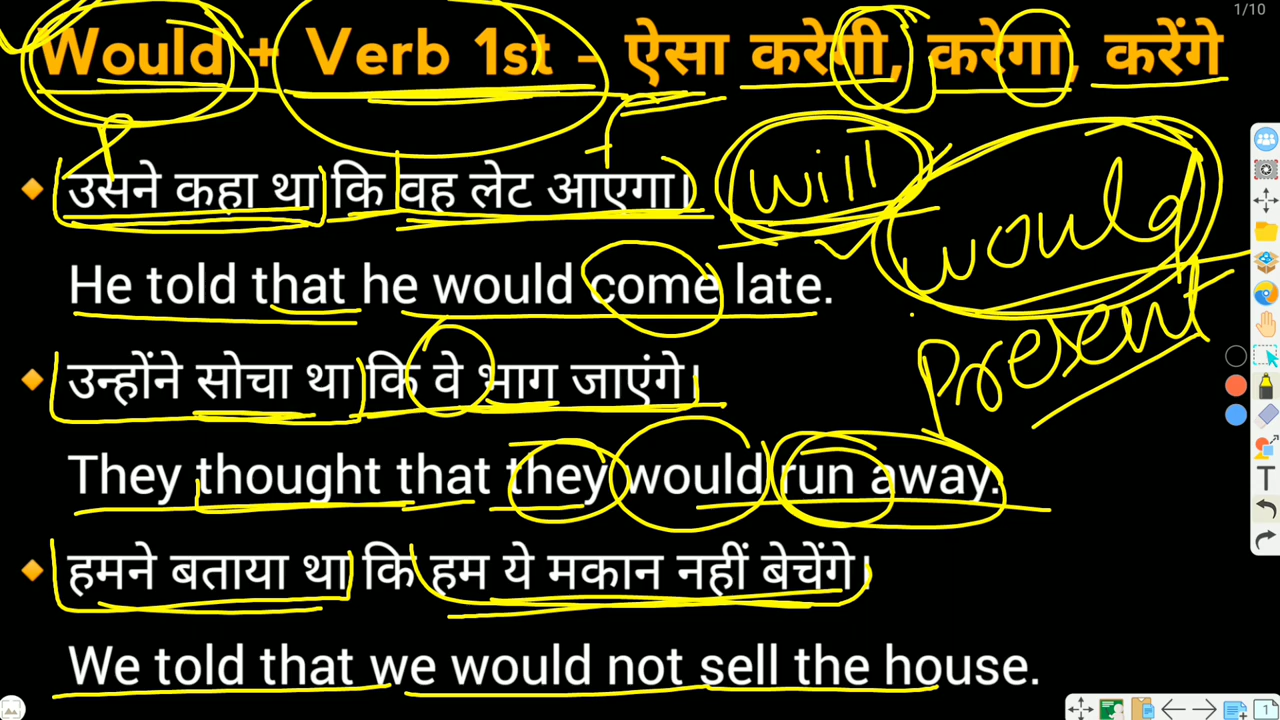 1/10
Would + Verb 1st - ऐसा करेगी, करेगा, करेंगे
उसने कहा था कि वह लेट आएगा।
will
would
He told that he would come late.
Present
उन्होंने सोचा था कि वे भाग जाएंगे।
They thought that they would run away.
हमने बताया था कि हम ये मकान नहीं बेचेंगे।
We told that we would not sell the house.